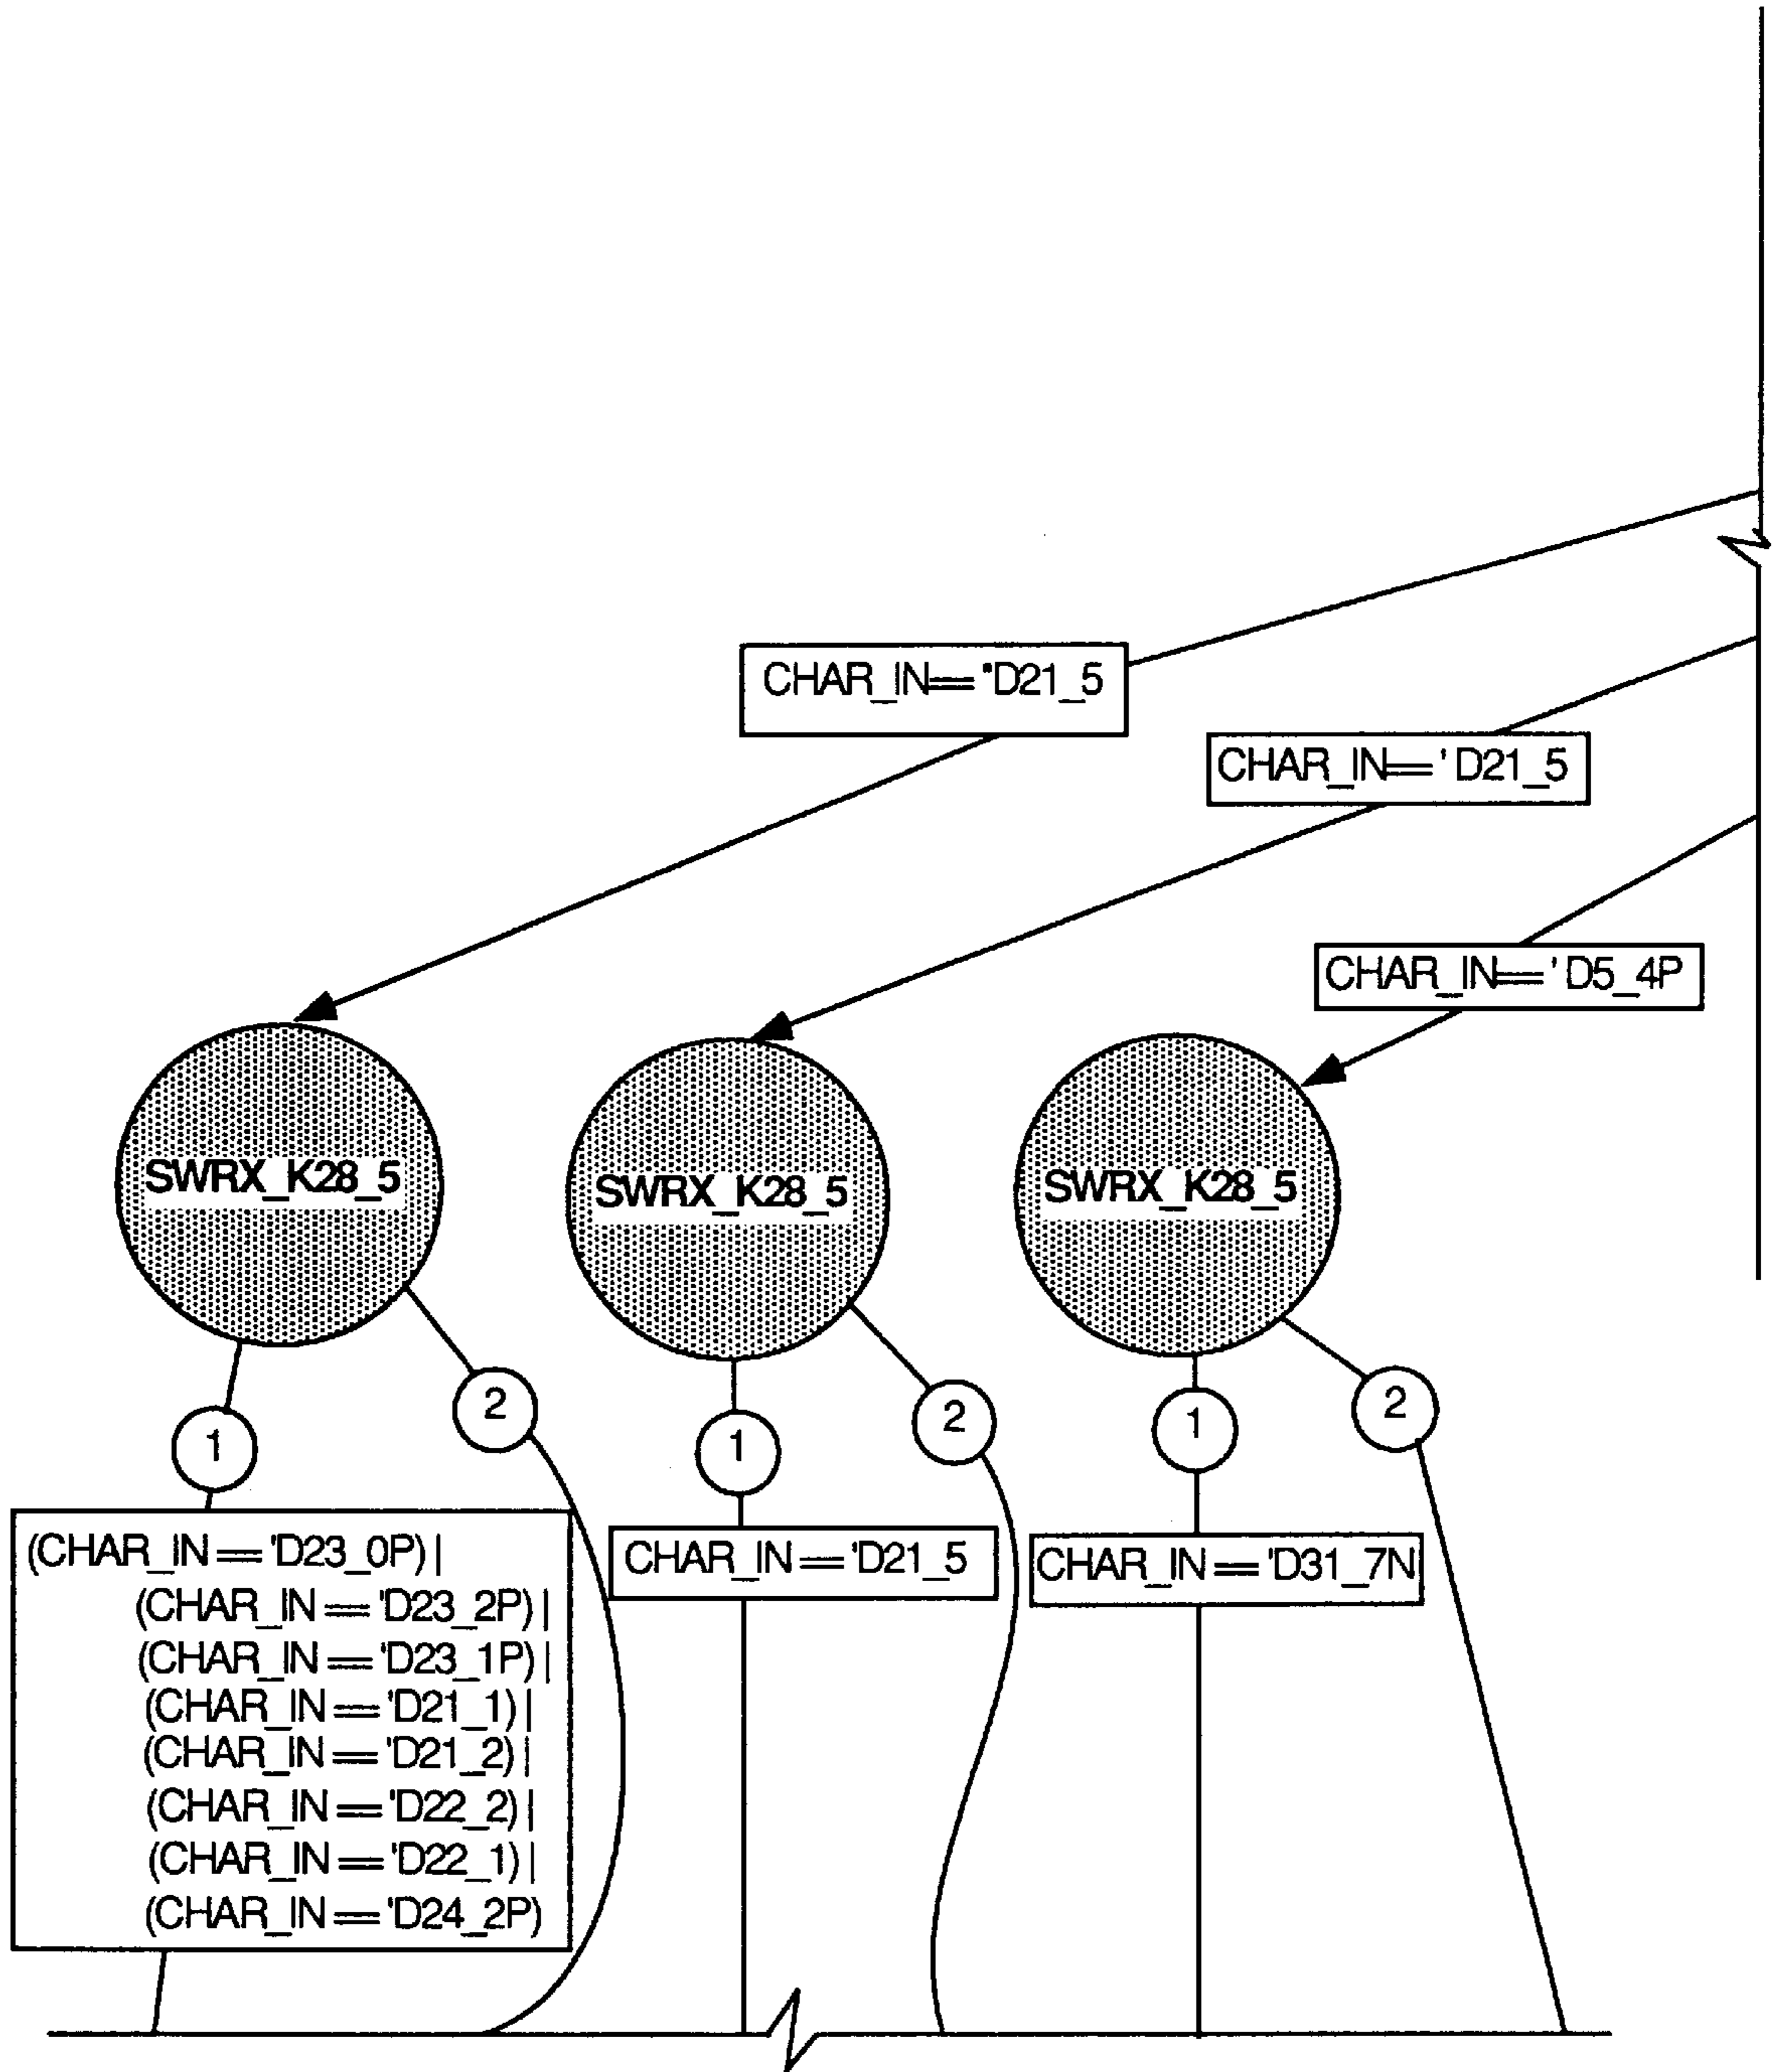 CHAR_IN=="D21_5
CHAR_IN==' D21_5
CHAR_IN==' D5_4P
SWRX_K28_5
SWRX_K28_5
SWRX_K28_5
1
2
1
2
1
2
(CHAR_IN=='D23_0P)|
(CHAR_IN=='D23_2P)|
(CHAR_IN=='D23_1P)|
(CHAR_IN=='D21_1)|
(CHAR_IN=='D21_2)|
(CHAR_IN=='D22_2)|
(CHAR_IN=='D22_1)|
(CHAR_IN=='D24_2P)
CHAR_IN=='D21_5
CHAR_IN=='D31_7N